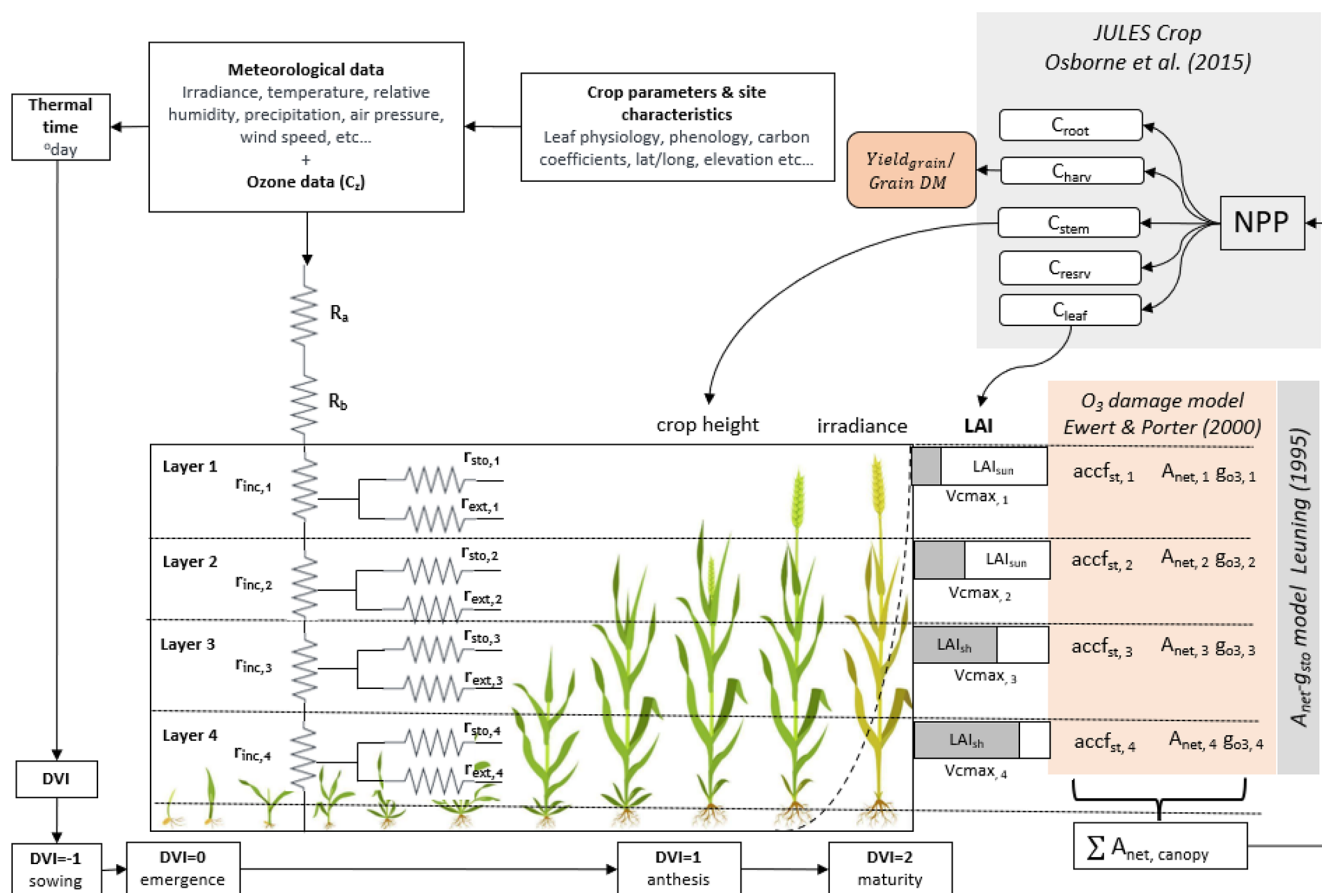 JULES Crop
Osborne et al. (2015)
Meteorological data
Irradiance, temperature, relative
humidity, precipitation, air pressure,
wind speed, etc...
+
Ozone data (Cz)
Crop parameters & site
characteristics
Leaf physiology, phenology, carbon
coefficients, lat/long, elevation etc...
Thermal
time
oday
Yieldgrain/
Grain DM
Croot
Charv
Cstem
Cresrv
Cleaf
NPP
Ra
Rb
crop height
irradiance
LAI
O3 damage model
Ewert & Porter (2000)
Anet-gsto model Leuning (1995)
Layer 1
rinc,1
rsto,1
rext,1
LAIsun
Vcmax,1
accfst, 1
Anet, 1 go3, 1
Layer 2
rinc,2
rsto,2
rext,2
LAIsun
Vcmax, 2
accfst, 2
Anet, 2 go3, 2
Layer 3
rinc,3
rsto,3
rext,3
LAIsh
Vcmax, 3
accfst, 3
Anet, 3 go3, 3
Layer 4
rinc,4
rsto,4
rext,4
LAIsh
Vcmax, 4
accfst, 4
Anet, 4 go3, 4
∑ Anet, canopy
DVI
DVI=-1
sowing
DVI=0
emergence
DVI=1
anthesis
DVI=2
maturity